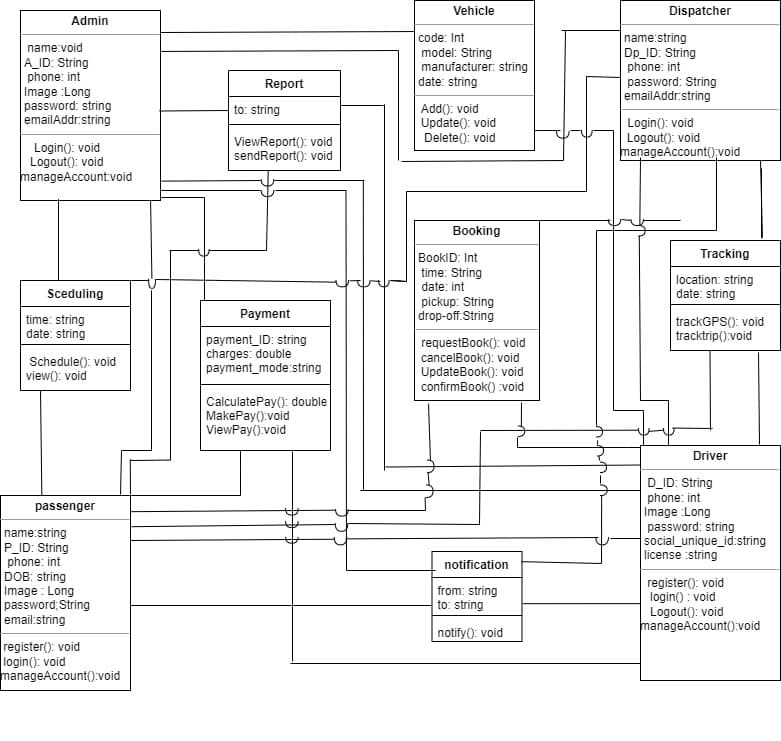 Admin
name:void
A_ID: String
phone: int
Image :Long
password: string
emailAddr:string
Login(): void
Logout(): void
manageAccount:void
Report
to: string
ViewReport(): void
sendReport(): void
Vehicle
code: Int
model: String
manufacturer: string
date: string
Add(): void
Update(): void
Delete(): void
Dispatcher
name:string
Dp_ID: String
phone: int
password: String
emailAddr:string
Login(): void
Logout(): void
manageAccount():void
Sceduling
time: string
date: string
Schedule(): void
view(): void
Payment
payment_ID: string
charges: double
payment_mode:string
CalculatePay(): double
MakePay():void
ViewPay():void
Booking
BookID: Int
time: String
date: int
pickup: String
drop-off:String
requestBook(): void
cancelBook(): void
UpdateBook(): void
confirmBook() :void
Tracking
location: string
date: string
trackGPS(): void
tracktrip():void
passenger
name:string
P_ID: String
phone: int
DOB: string
Image : Long
password;String
email:string
register(): void
login(): void
manageAccount():void
notification
from: string
to: string
notify(): void
Driver
D_ID: String
phone: int
Image :Long
password: string
social_unique_id:string
license :string
register(): void
login() : void
Logout(): void
manageAccount():void